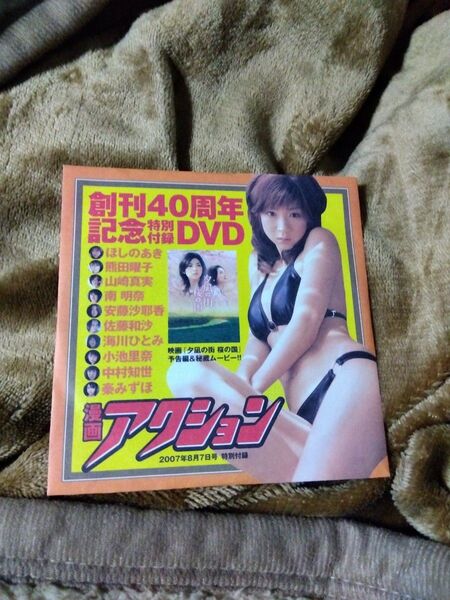 創刊40周年
記念特別付録DVD
ほしのあき
熊田曜子
山崎真実
南 明奈
安藤沙耶香
佐藤和沙
海川ひとみ
小池里奈
中村知世
秦みずほ
映画「夕凪の街 桜の国」
予告編&秘蔵ムービー!!
漫画アクション
2007年8月7日号 特別付録